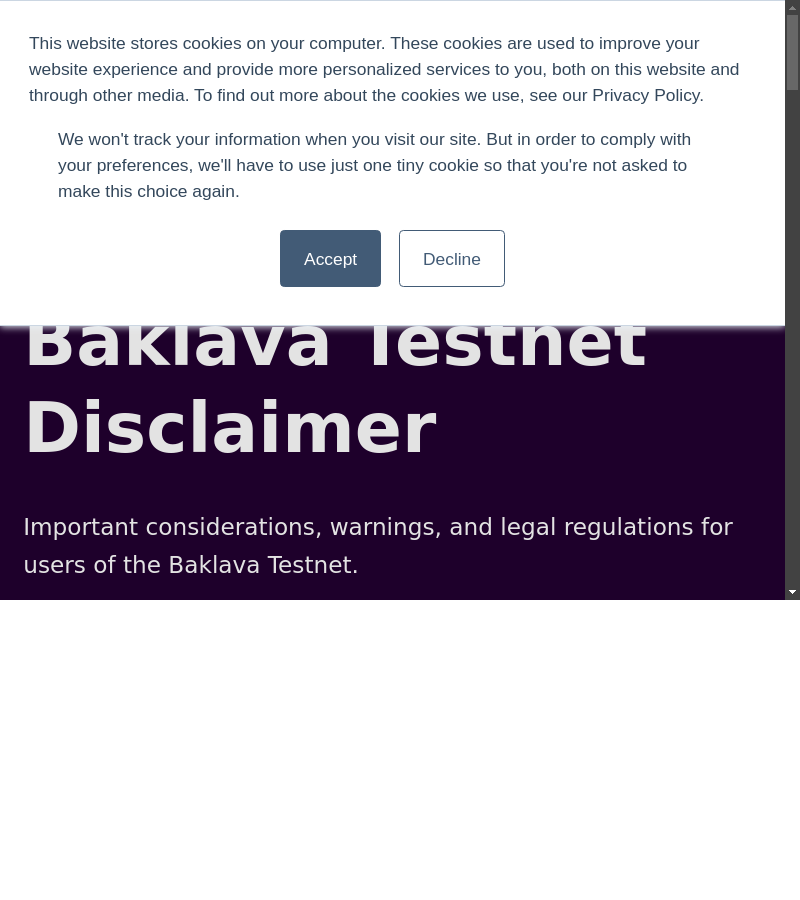 This website stores cookies on your computer. These cookies are used to improve your
website experience and provide more personalized services to you, both on this website and
through other media. To find out more about the cookies we use, see our Privacy Policy.
We won't track your information when you visit our site. But in order to comply with
your preferences, we'll have to use just one tiny cookie so that you're not asked to
make this choice again.
Accept Decline
Baklava Testnet
Disclaimer
Important considerations, warnings, and legal regulations for
users of the Baklava Testnet.